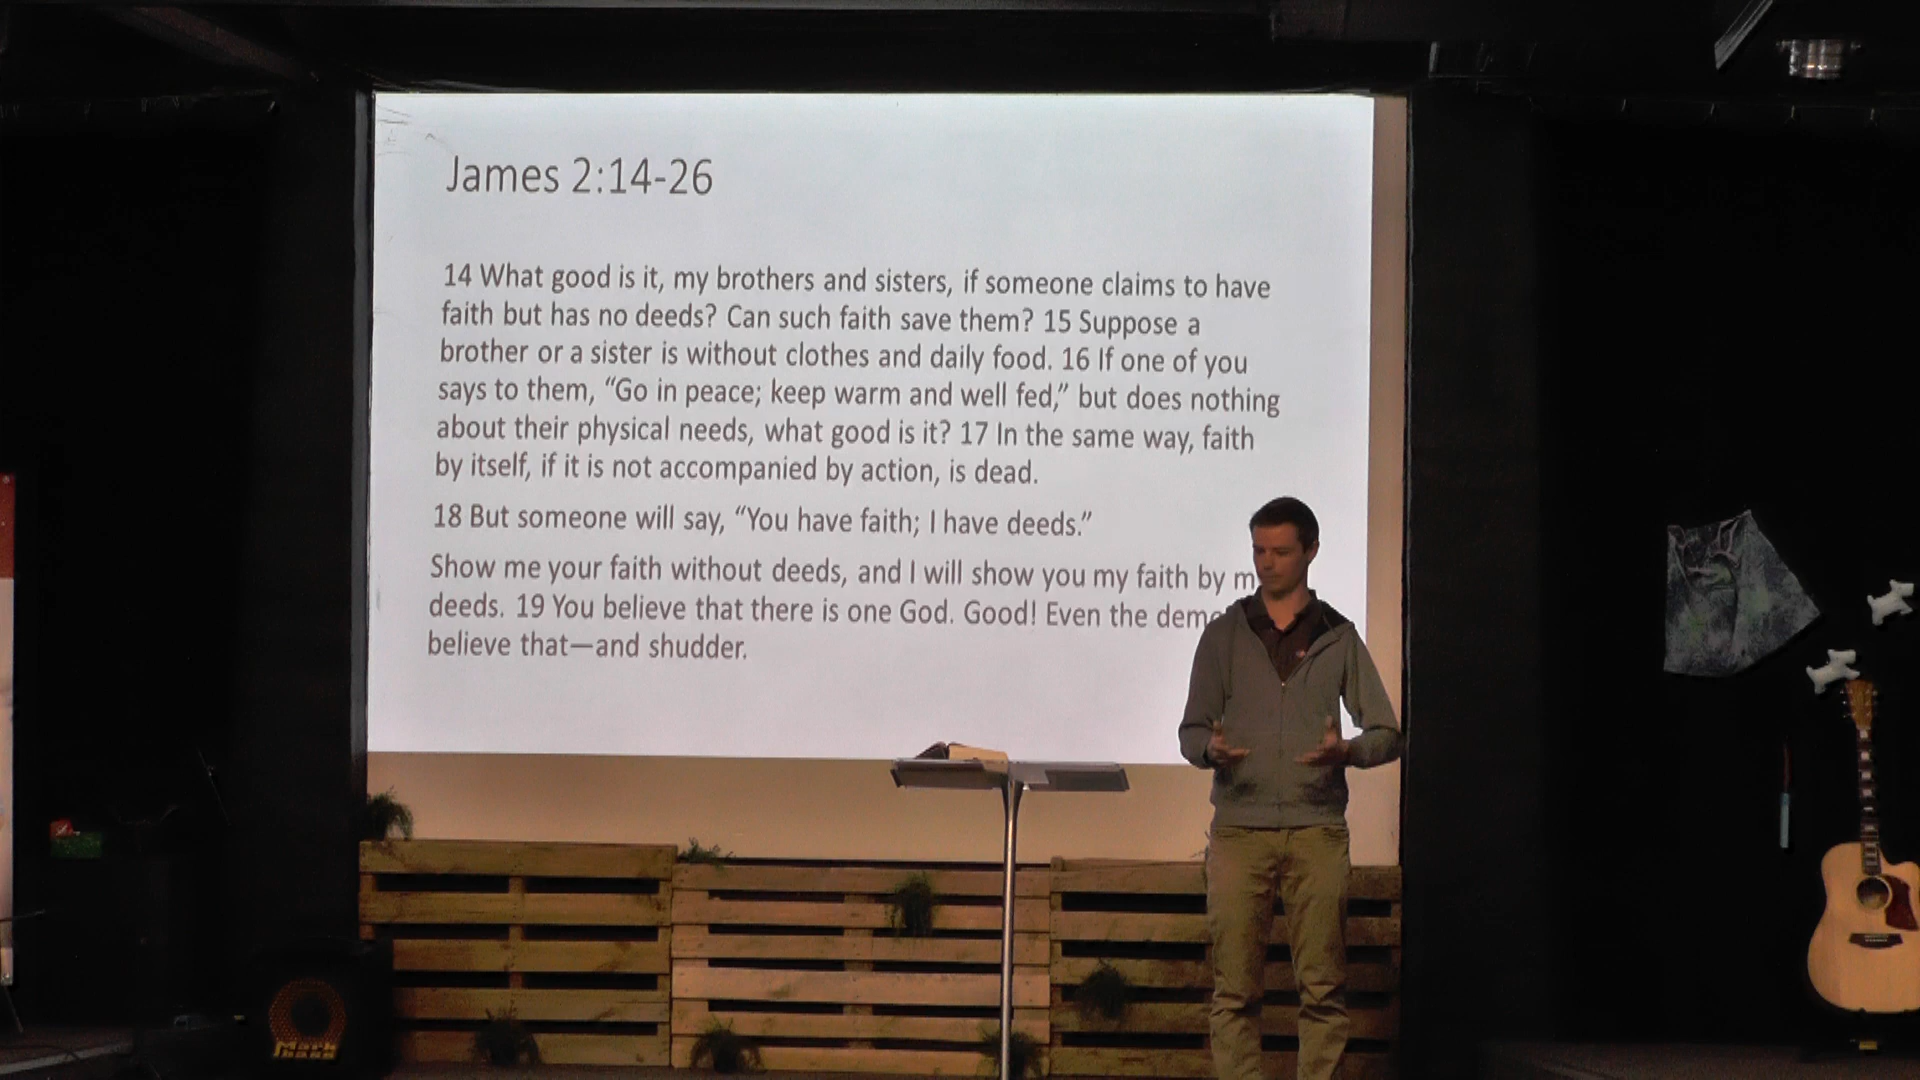 James 2:14-26
14 What good is it, my brothers and sisters, if someone claims to have
faith but has no deeds? Can such faith save them? 15 Suppose a
brother or a sister is without clothes and daily food. 16 If one of you
says to them, “Go in peace; keep warm and well fed,” but does nothing
about their physical needs, what good is it? 17 In the same way, faith
by itself, if it is not accompanied by action, is dead.
18 But someone will say, “You have faith; I have deeds.”
Show me your faith without deeds, and I will show you my faith by m
deeds. 19 You believe that there is one God. Good! Even the demo
believe that—and shudder.
Mark
bass